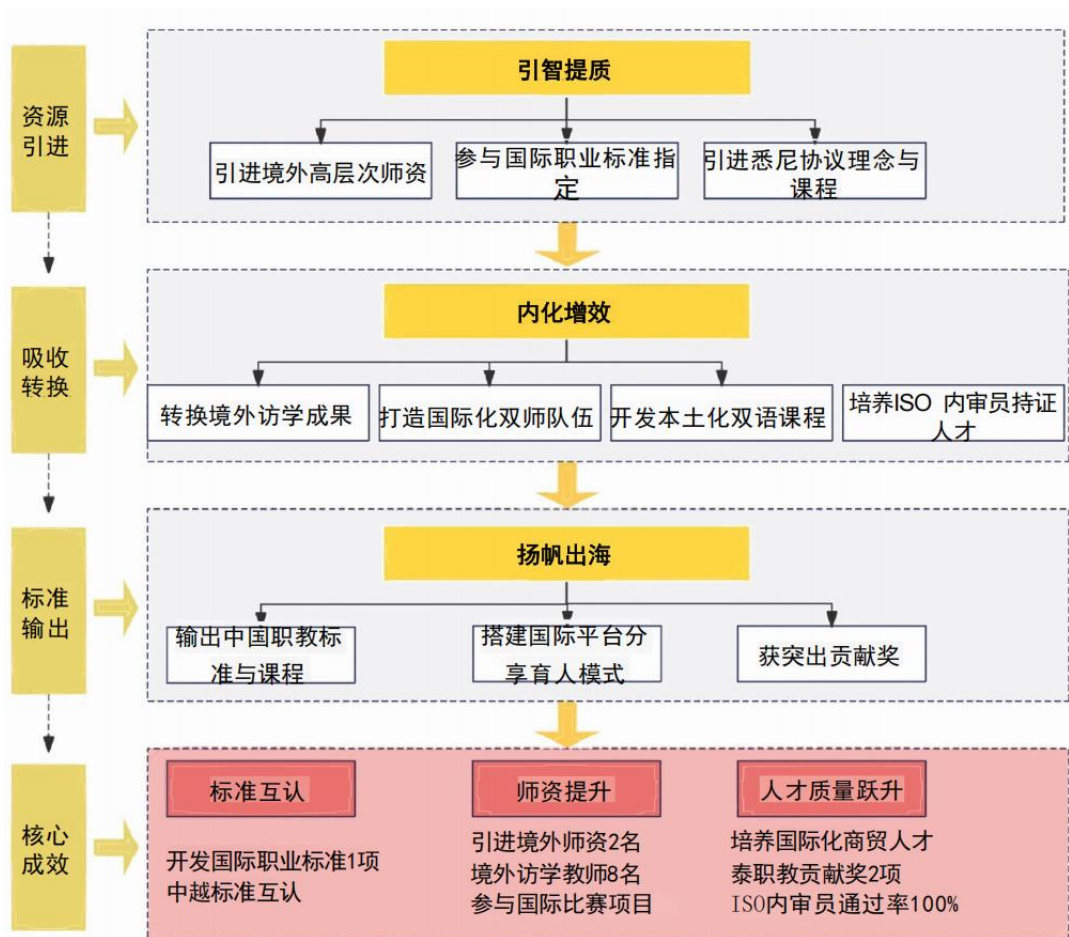 资源
引进
引智提质
引进境外高层次师资
参与国际职业标准指
定
引进悉尼协议理念与
课程
吸收
转换
内化增效
转换境外访学成果
打造国际化双师队伍
开发本土化双语课程
培养ISO 内审员持证
人才
标准
输出
扬帆出海
输出中国职教标
准与课程
搭建国际平台分
享育人模式
获突出贡献奖
核心
成效
标准互认
开发国际职业标准1项
中越标准互认
师资提升
引进境外师资2名
境外访学教师8名
参与国际比赛项目
人才质量跃升
培养国际化商贸人才
泰职教贡献奖2项
ISO内审员通过率100%